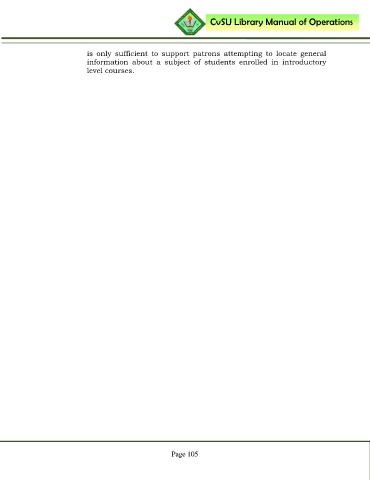 CvSU Library Manual of Operations
is only sufficient to support patrons attempting to locate general
information about a subject of students enrolled in introductory
level courses.
Page 105